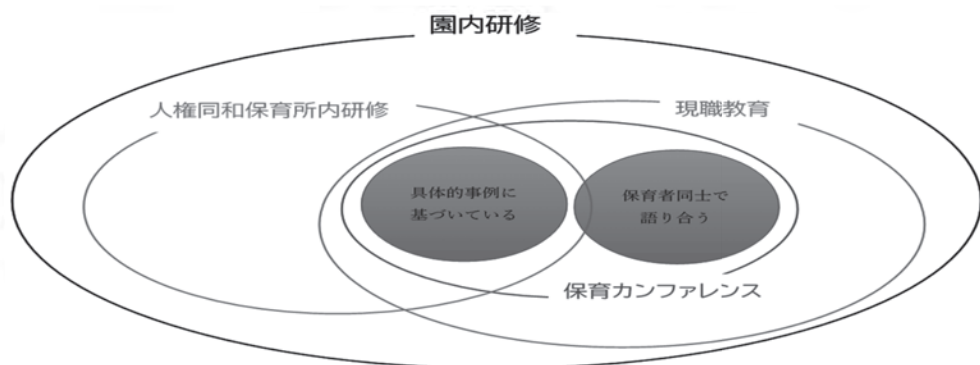 園内研修
人権同和保育所内研修
現職教育
具体的事例に
基づいている
保育者同士で
語り合う
保育カンファレンス